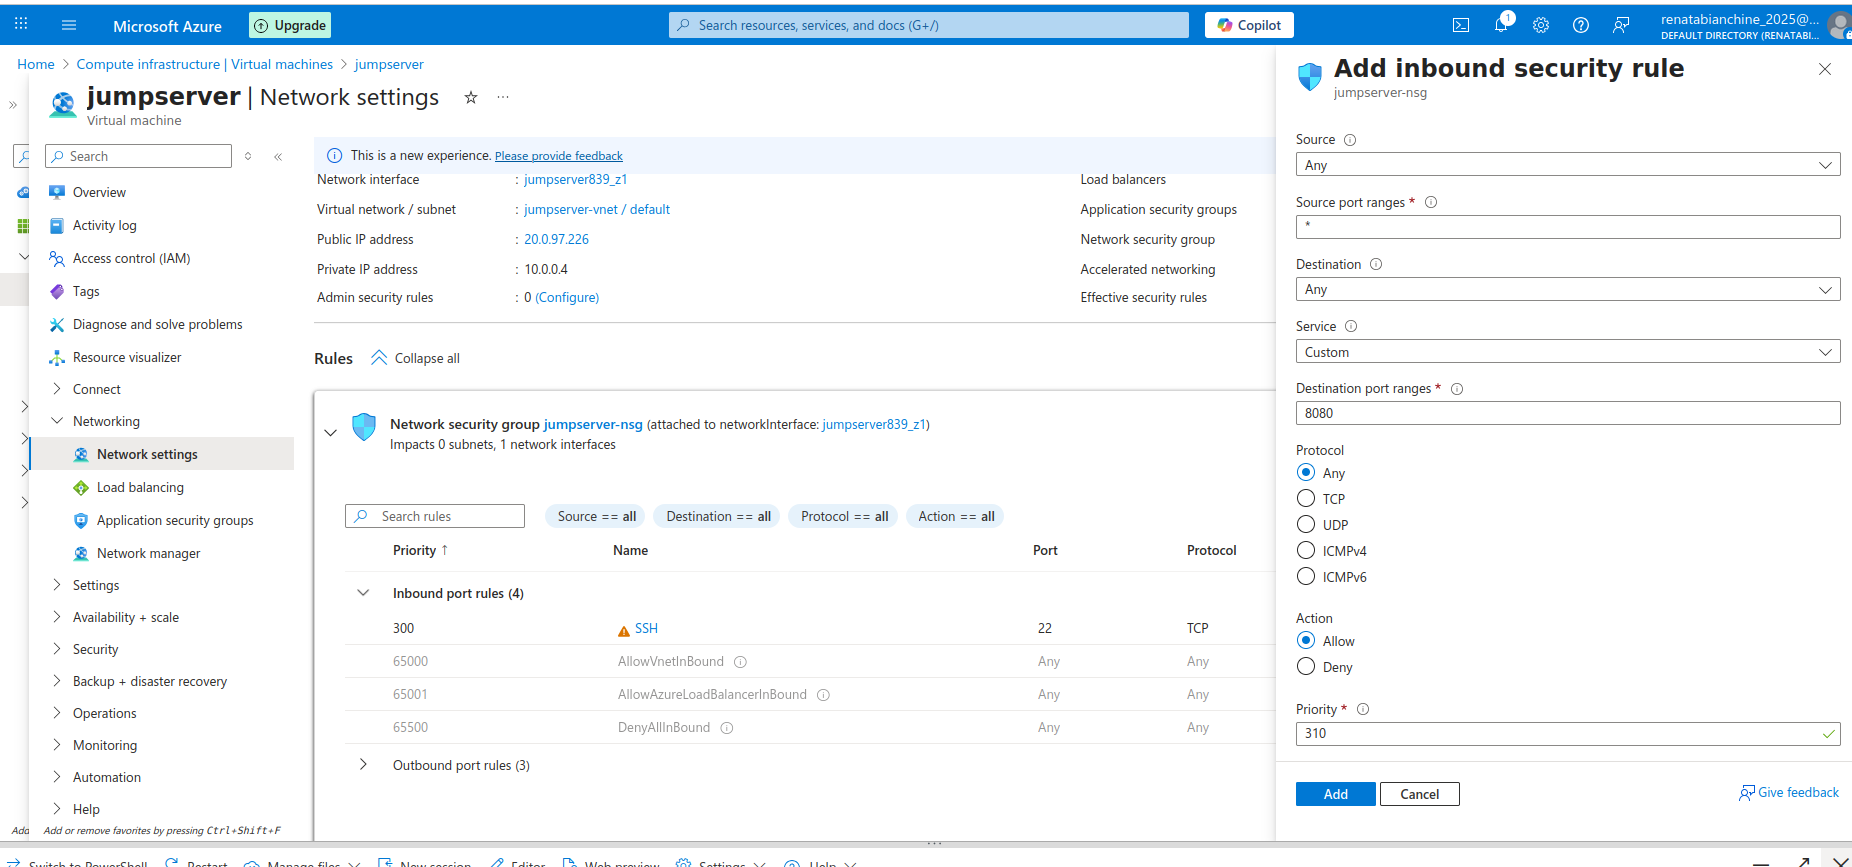 Microsoft Azure
Upgrade
Search resources, services, and docs (G+/)
Copilot
1
renatabianchine_2025@...
DEFAULT DIRECTORY (RENATABI...
Home > Compute infrastructure | Virtual machines > jumpserver
jumpserver | Network settings
Virtual machine
Search
Overview
Activity log
Access control (IAM)
Tags
Diagnose and solve problems
Resource visualizer
Connect
Networking
Network settings
Load balancing
Application security groups
Network manager
Settings
Availability + scale
Security
Backup + disaster recovery
Operations
Monitoring
Automation
Help
Add
Add or remove favorites by pressing Ctrl+Shift+F
This is a new experience. Please provide feedback
Network interface : jumpserver839_z1
Virtual network / subnet : jumpserver-vnet / default
Public IP address : 20.0.97.226
Private IP address : 10.0.0.4
Admin security rules : 0 (Configure)
Load balancers
Application security groups
Network security group
Accelerated networking
Effective security rules
Rules Collapse all
Network security group jumpserver-nsg (attached to networkInterface: jumpserver839_z1)
Impacts 0 subnets, 1 network interfaces
Search rules
Source == all
Destination == all
Protocol == all
Action == all
Priority ↑ Name Port Protocol
Inbound port rules (4)
300 SSH 22 TCP
65000 AllowVnetInBound Any Any
65001 AllowAzureLoadBalancerInBound Any Any
65500 DenyAllInBound Any Any
Outbound port rules (3)
Add inbound security rule
jumpserver-nsg
Source
Any
Source port ranges *
*
Destination
Any
Service
Custom
Destination port ranges *
8080
Protocol
Any
TCP
UDP
ICMPv4
ICMPv6
Action
Allow
Deny
Priority *
310
Add
Cancel
Give feedback
Switch to PowerShell Restart Manage files New session Editor Web preview Settings Help